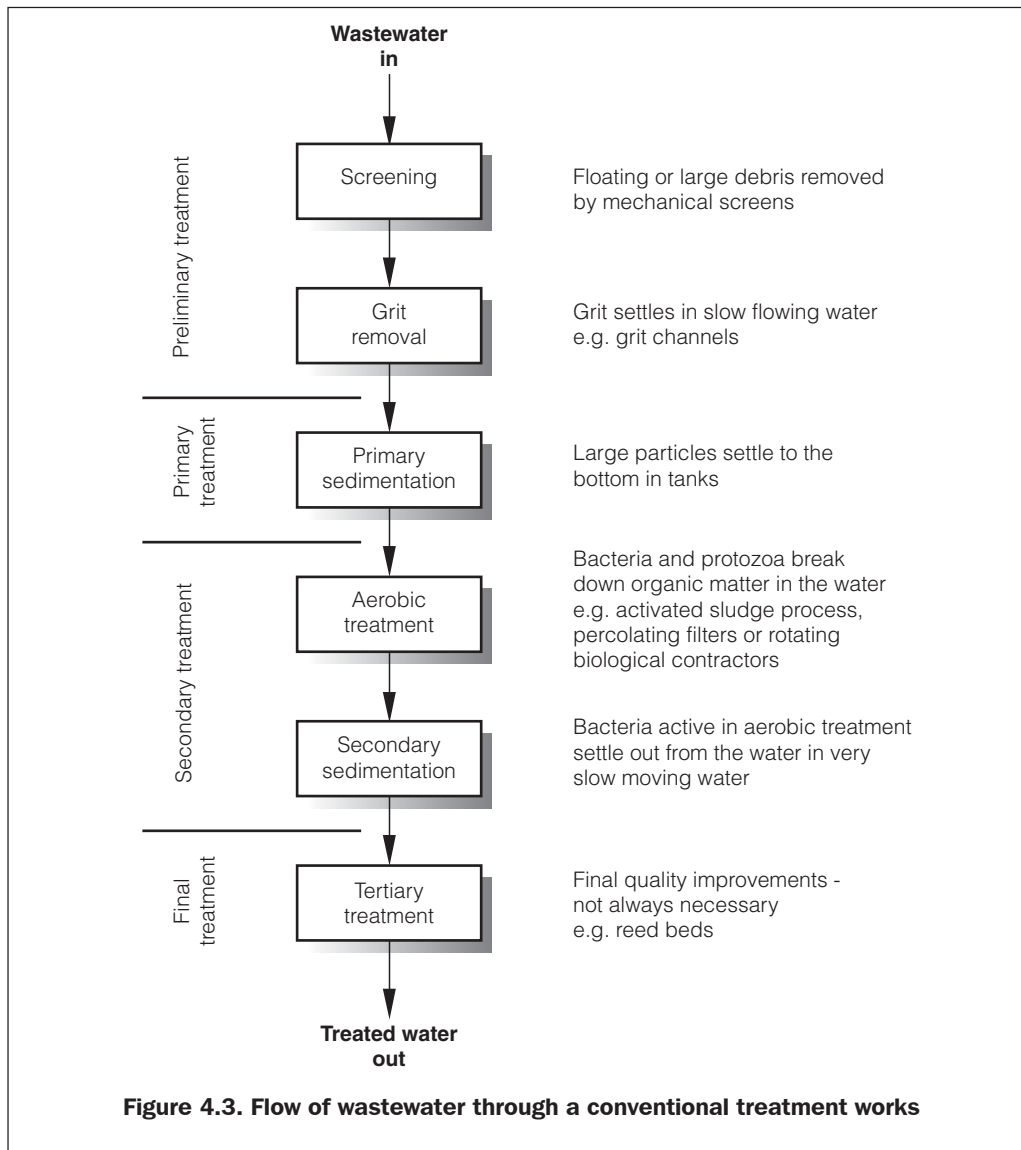 Wastewater
in
Preliminary treatment
Screening
Floating or large debris removed
by mechanical screens
Grit
removal
Grit settles in slow flowing water
e.g. grit channels
Primary
treatment
Primary
sedimentation
Large particles settle to the
bottom in tanks
Secondary treatment
Aerobic
treatment
Bacteria and protozoa break
down organic matter in the water
e.g. activated sludge process,
percolating filters or rotating
biological contractors
Secondary
sedimentation
Bacteria active in aerobic treatment
settle out from the water in very
slow moving water
Final
treatment
Tertiary
treatment
Final quality improvements -
not always necessary
e.g. reed beds
Treated water
out
Figure 4.3. Flow of wastewater through a conventional treatment works